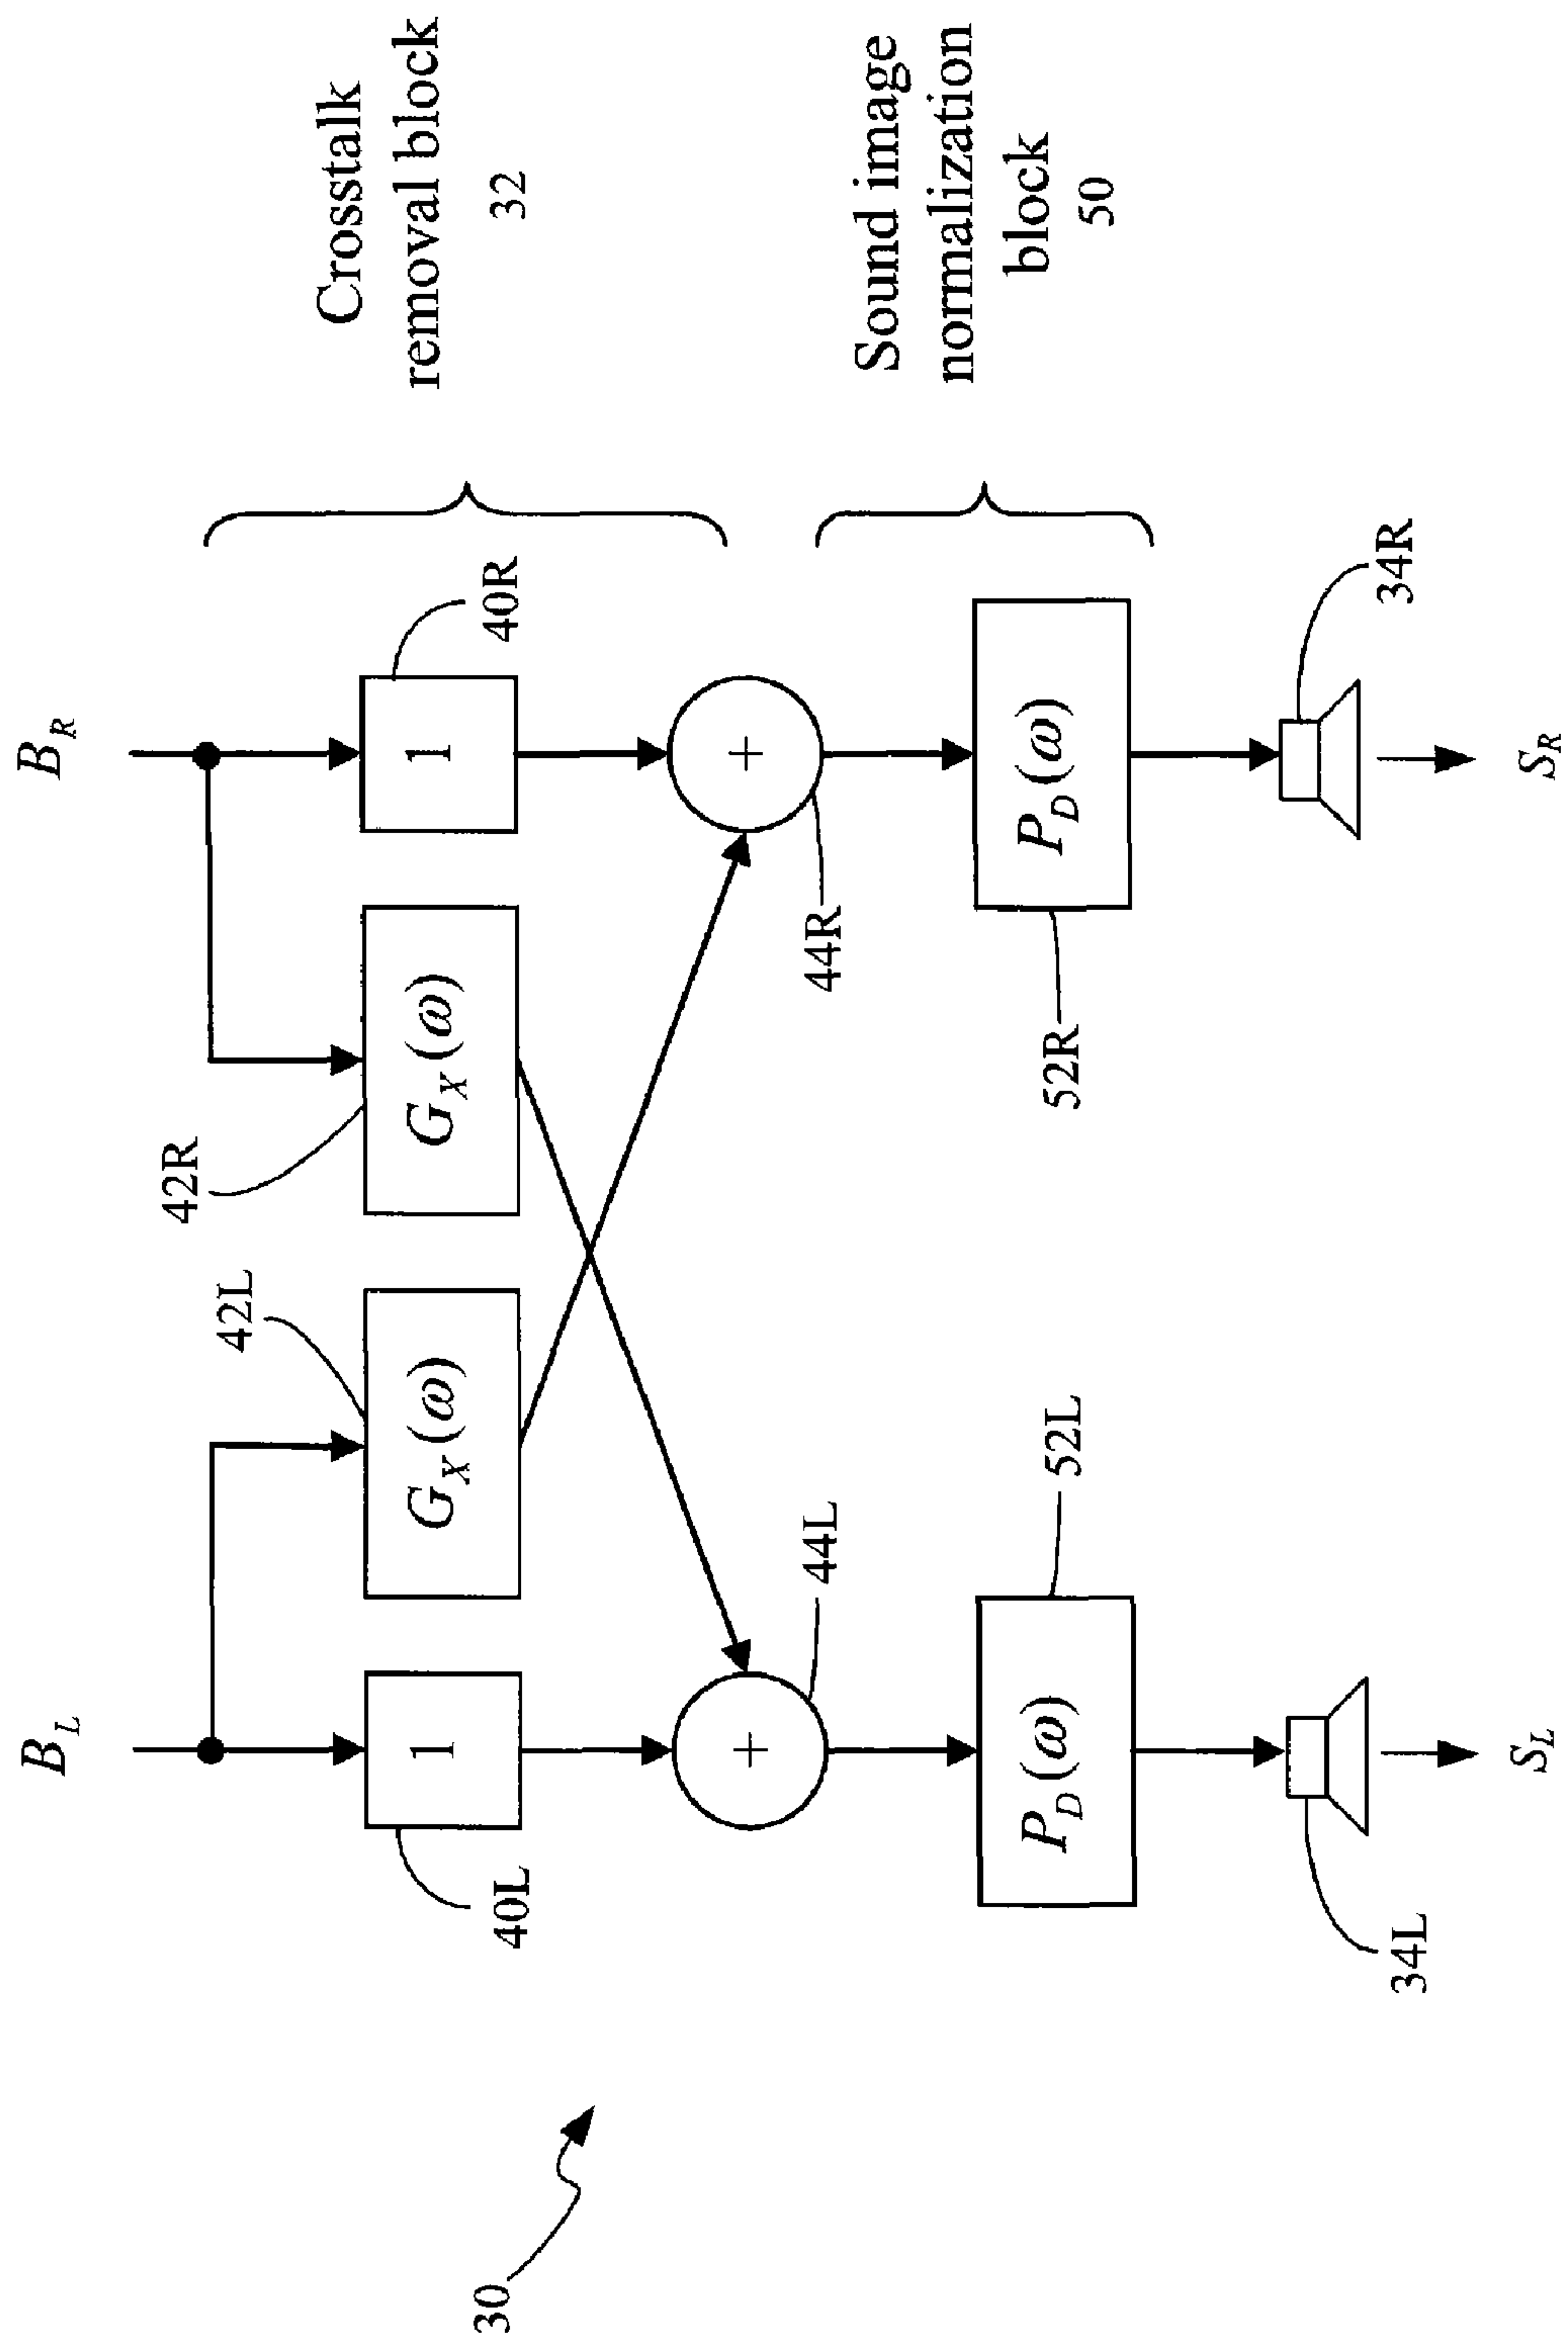 B_L
B_R
42L
42R
40L
1
G_X(ω)
G_X(ω)
1
40R
Crosstalk
removal block
32
30
+
44L
44R
+
P_D(ω)
52L
52R
P_D(ω)
Sound image
normalization
block
50
34L
34R
S_L
S_R